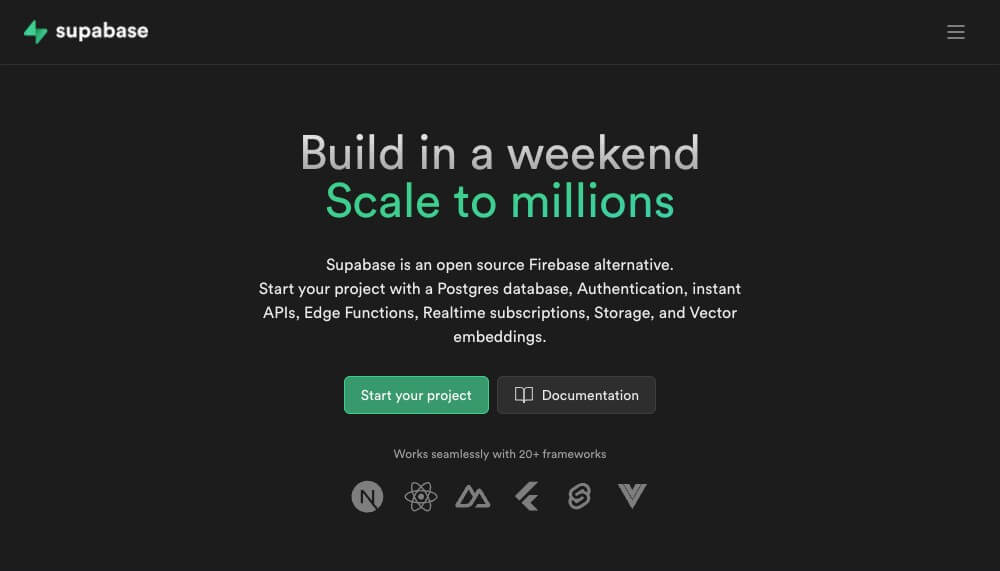 supabase
Build in a weekend
Scale to millions
Supabase is an open source Firebase alternative.
Start your project with a Postgres database, Authentication, instant
APIs, Edge Functions, Realtime subscriptions, Storage, and Vector
embeddings.
Start your project
Documentation
Works seamlessly with 20+ frameworks
N